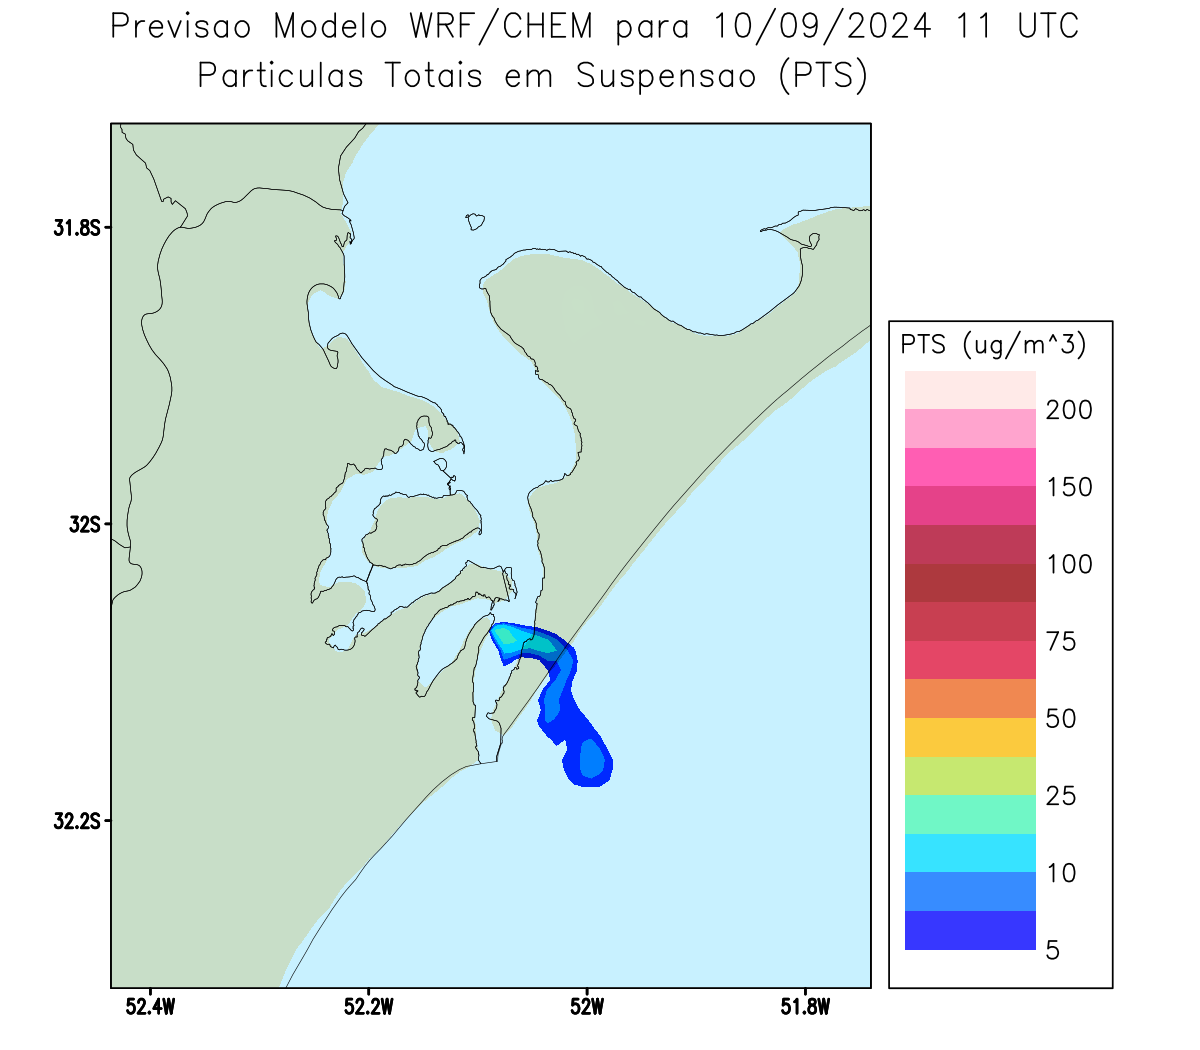 Previsao Modelo WRF/CHEM para 10/09/2024 11 UTC
Particulas Totais em Suspensao (PTS)
31.8S
32S
32.2S
52.4W
52.2W
52W
51.8W
PTS (ug/m^3)
200
150
100
75
50
25
10
5